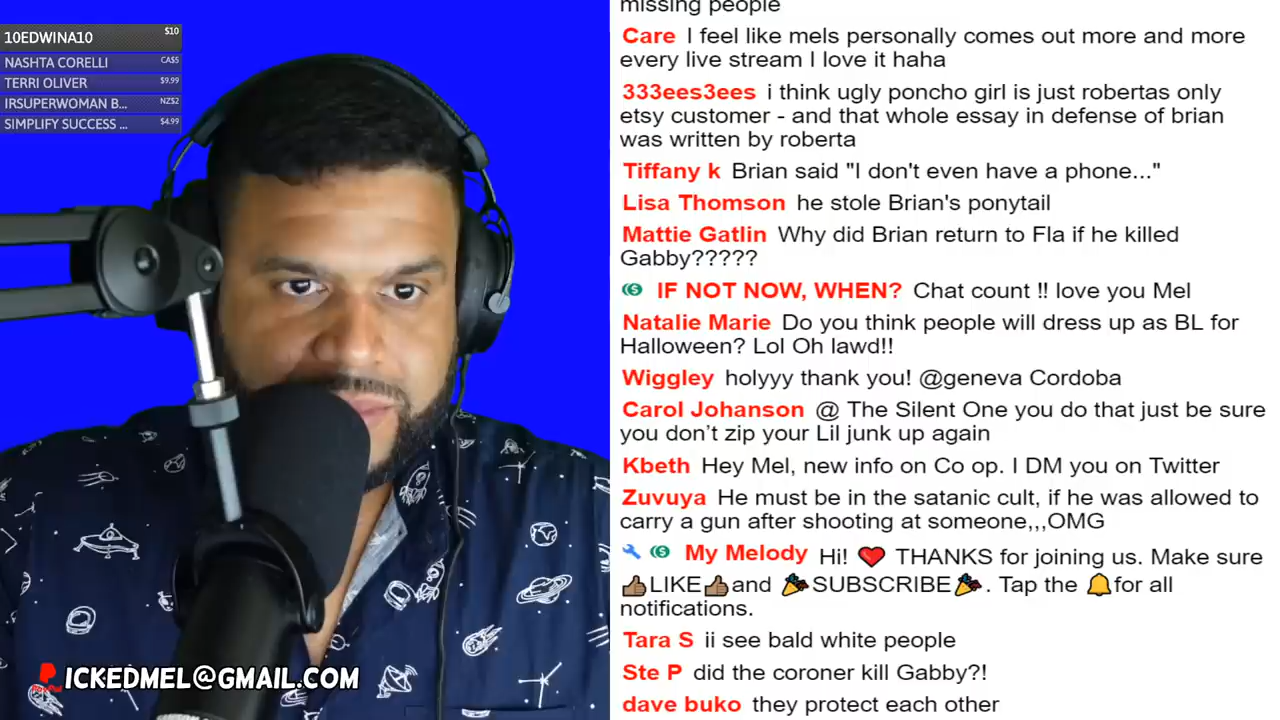 10EDWINA10 $10
NASHTA CORELLI CA$5
TERRI OLIVER $9.99
IRSUPERWOMAN B... NZ$2
SIMPLIFY SUCCESS ... $4.99
ICKEDMEL@GMAIL.COM
missing people
Care I feel like mels personally comes out more and more
every live stream I love it haha
333ees3ees i think ugly poncho girl is just robertas only
etsy customer - and that whole essay in defense of brian
was written by roberta
Tiffany k Brian said "I don't even have a phone..."
Lisa Thomson he stole Brian's ponytail
Mattie Gatlin Why did Brian return to Fla if he killed
Gabby?????
IF NOT NOW, WHEN? Chat count !! love you Mel
Natalie Marie Do you think people will dress up as BL for
Halloween? Lol Oh lawd!!
Wiggley holyyy thank you! @geneva Cordoba
Carol Johanson @ The Silent One you do that just be sure
you don’t zip your Lil junk up again
Kbeth Hey Mel, new info on Co op. I DM you on Twitter
Zuvuya He must be in the satanic cult, if he was allowed to
carry a gun after shooting at someone,,,OMG
My Melody Hi! ❤️ THANKS for joining us. Make sure
👍🏽LIKE👍🏽and 🎉SUBSCRIBE🎉. Tap the 🔔for all
notifications.
Tara S ii see bald white people
Ste P did the coroner kill Gabby?!
dave buko they protect each other